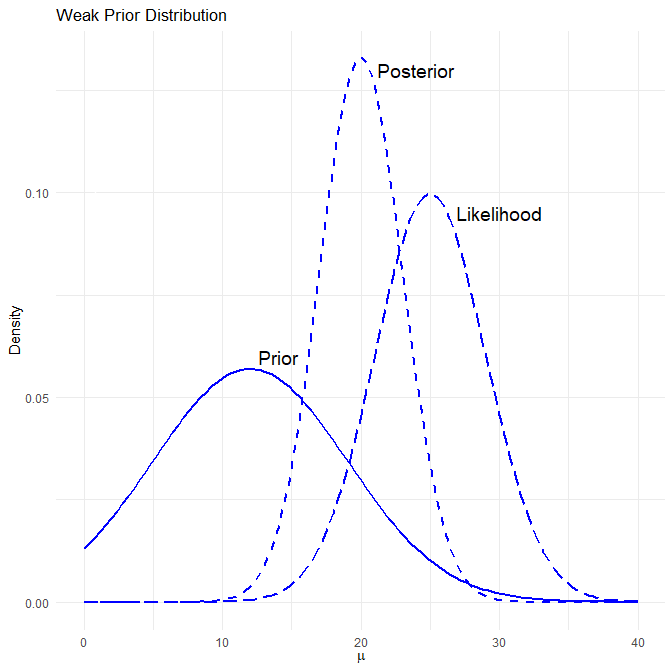 Weak Prior Distribution
Posterior
0.10
Likelihood
Density
Prior
0.05
0.00
0 10 20 30 40
μ